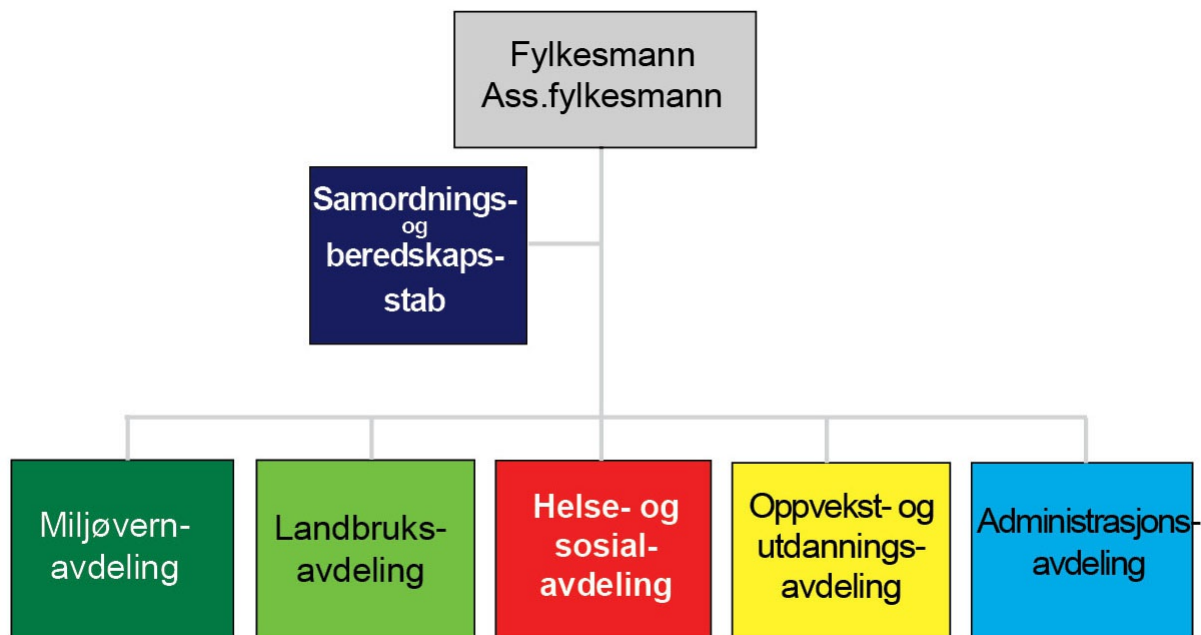 Fylkesmann
Ass.fylkesmann
Samordnings-
og
beredskaps-
stab
Miljøvern-
avdeling
Landbruks-
avdeling
Helse- og
sosial-
avdeling
Oppvekst- og
utdannings-
avdeling
Administrasjons-
avdeling